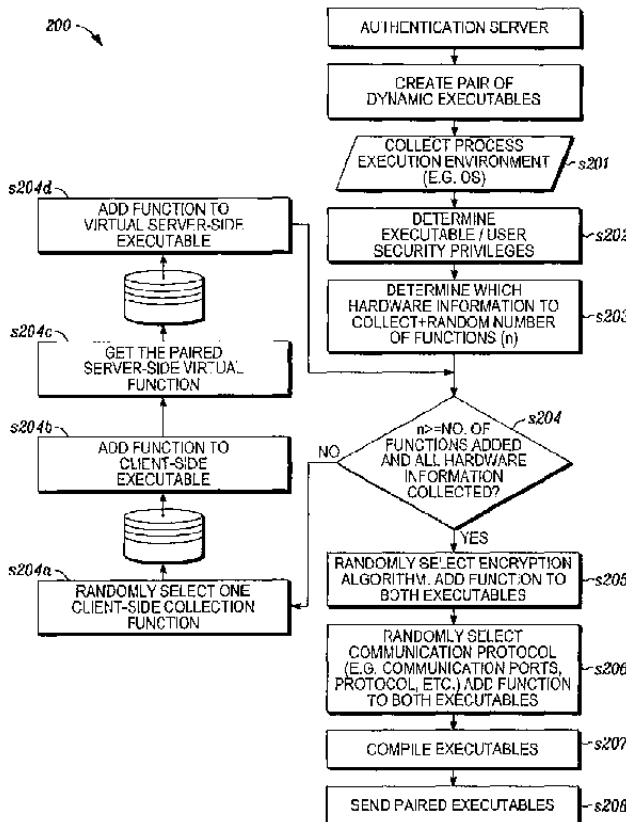 200
AUTHENTICATION SERVER
CREATE PAIR OF
DYNAMIC EXECUTABLES
COLLECT PROCESS
EXECUTION ENVIRONMENT
(E.G. OS)
s201
DETERMINE
EXECUTABLE / USER
SECURITY PRIVILEGES
s202
DETERMINE WHICH
HARDWARE INFORMATION TO
COLLECT+RANDOM NUMBER
OF FUNCTIONS (n)
s203
s204
n>=NO. OF
FUNCTIONS ADDED
AND ALL HARDWARE
INFORMATION
COLLECTED?
NO
YES
s204d
ADD FUNCTION TO
VIRTUAL SERVER-SIDE
EXECUTABLE
s204c
GET THE PAIRED
SERVER-SIDE VIRTUAL
FUNCTION
s204b
ADD FUNCTION TO
CLIENT-SIDE
EXECUTABLE
s204a
RANDOMLY SELECT ONE
CLIENT-SIDE COLLECTION
FUNCTION
RANDOMLY SELECT ENCRYPTION
ALGORITHM. ADD FUNCTION TO
BOTH EXECUTABLES
s205
RANDOMLY SELECT
COMMUNICATION PROTOCOL
(E.G. COMMUNICATION PORTS,
PROTOCOL, ETC.) ADD FUNCTION
TO BOTH EXECUTABLES
s206
COMPILE EXECUTABLES
s207
SEND PAIRED EXECUTABLES
s208